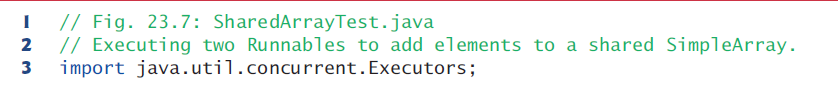 1 // Fig. 23.7: SharedArrayTest.java
2 // Executing two Runnables to add elements to a shared SimpleArray.
3 import java.util.concurrent.Executors;